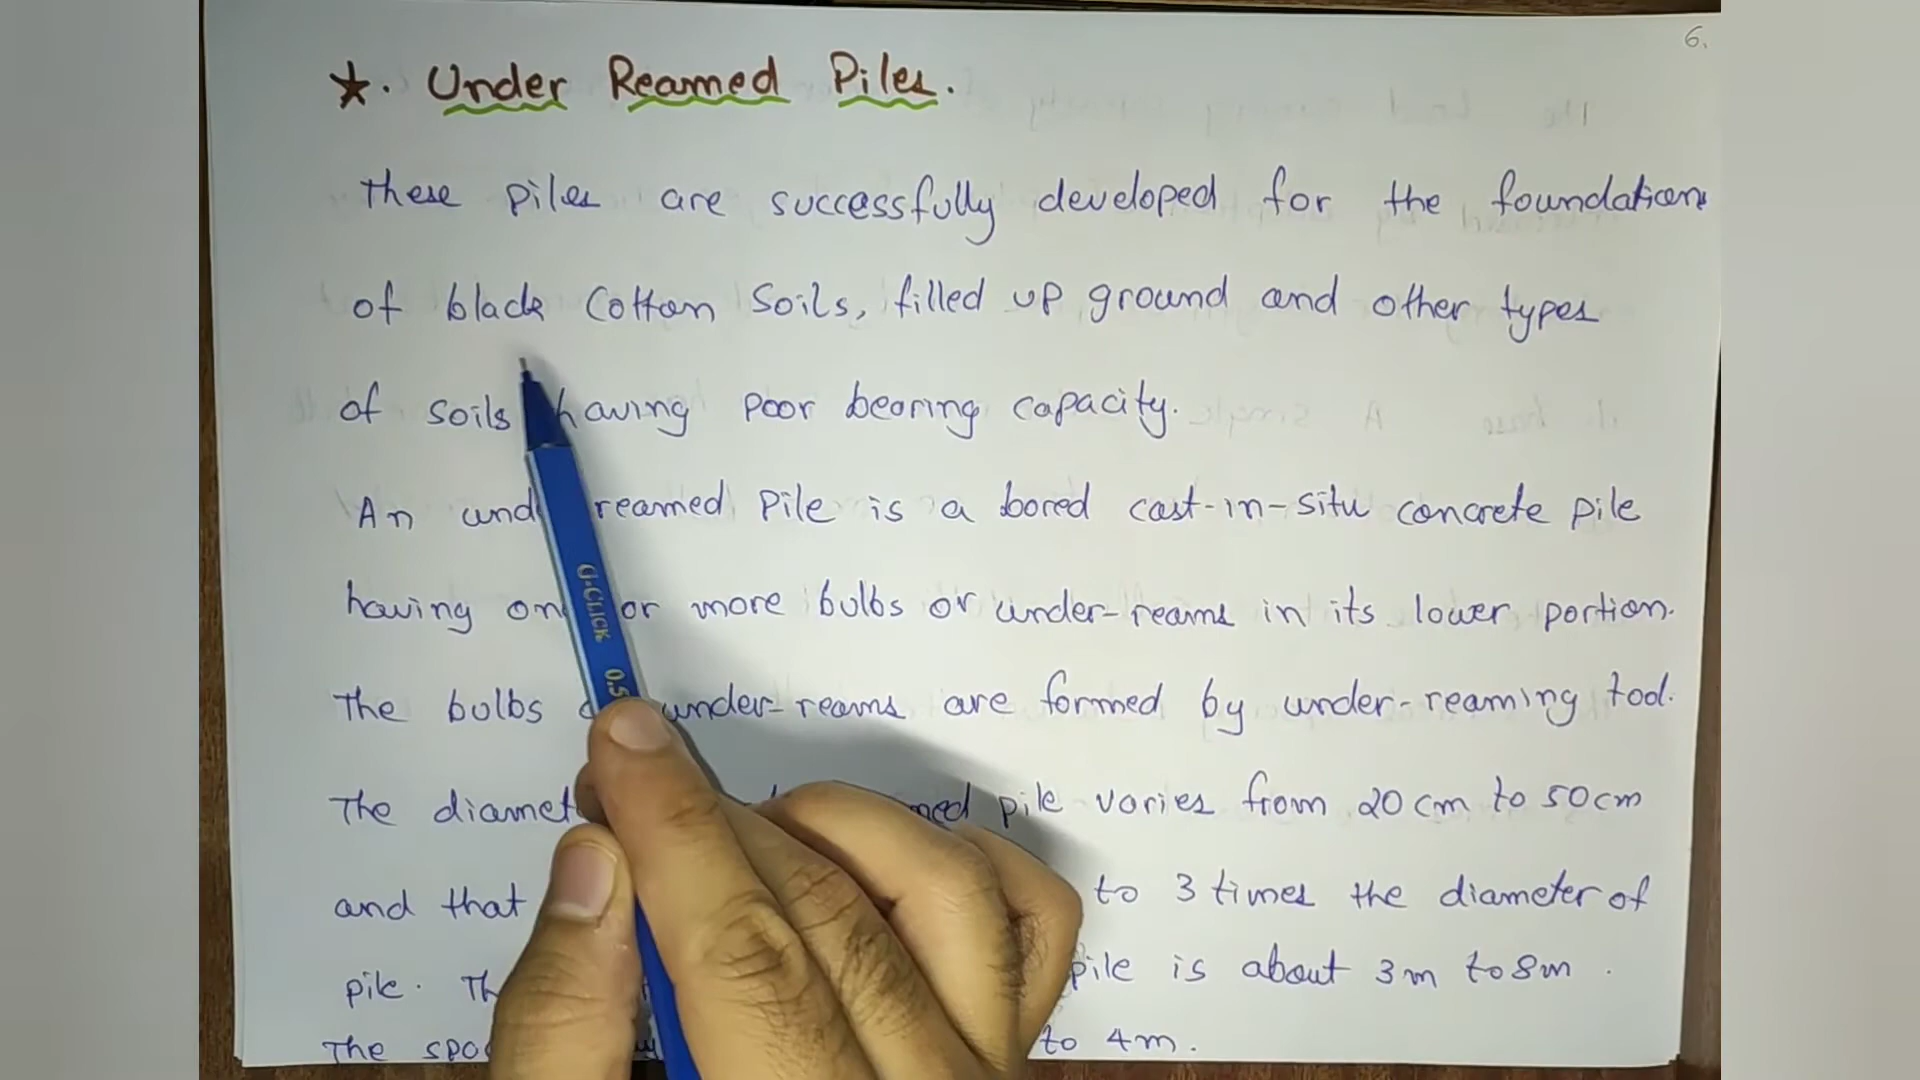 6.
★. Under Reamed Piles.
These piles are successfully developed for the foundations
of black Cotton Soils, filled up ground and other types
of soils having poor bearing capacity.
An reamed Pile is a bored cast-in-situ concrete pile
having or more bulbs or under-reams in its lower portion.
The bulbs under-reams are formed by under-reaming tool.
The pile varies from 20cm to 50cm
and that to 3 times the diameter of
pile. pile is about 3m to 8m.
The to 4m.
U-CLICK 0.5